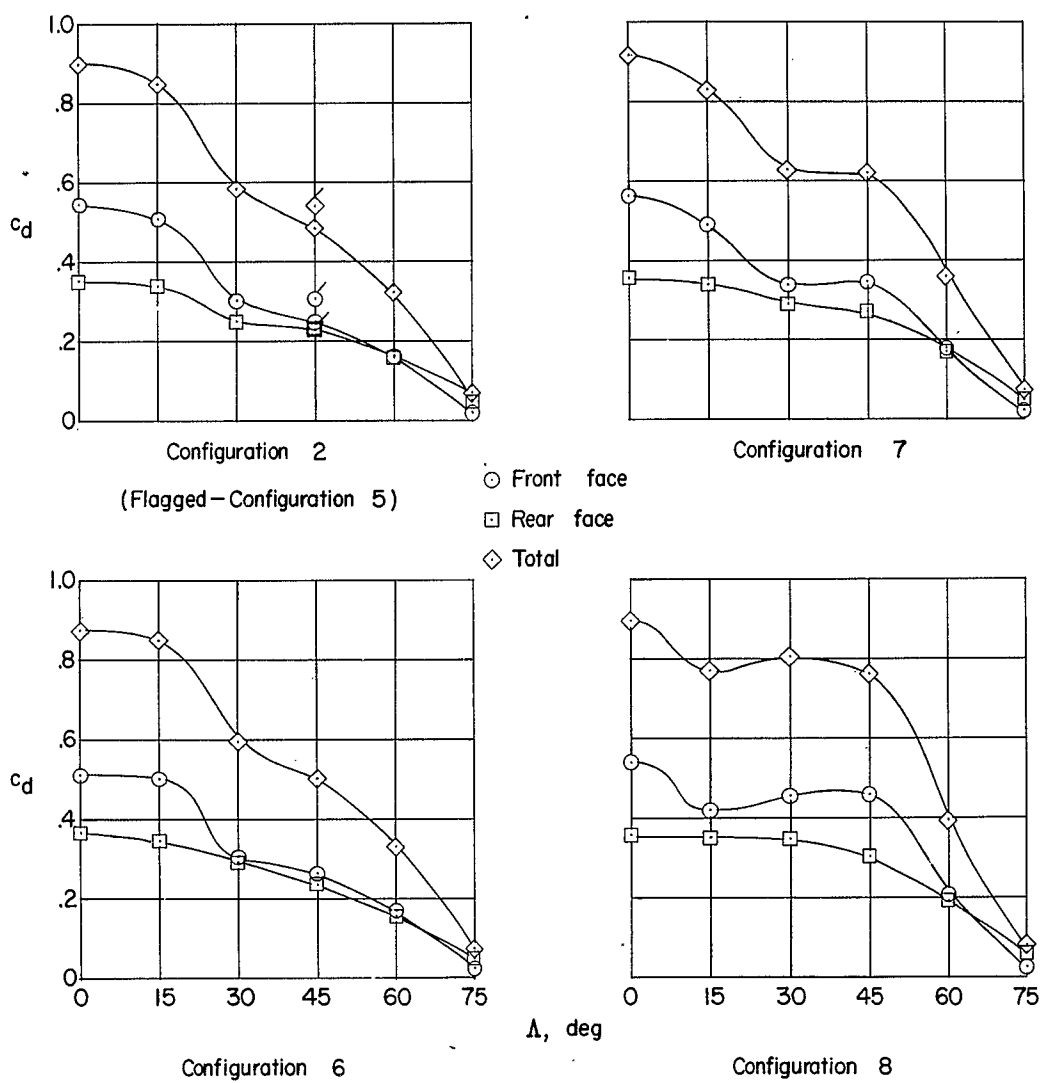 1.0
.8
.6
.4
.2
0
cd
Configuration 2
(Flagged—Configuration 5)
Configuration 7
Front face
Rear face
Total
1.0
.8
.6
.4
.2
0
cd
0 15 30 45 60 75
0 15 30 45 60 75
Λ, deg
Configuration 6
Configuration 8